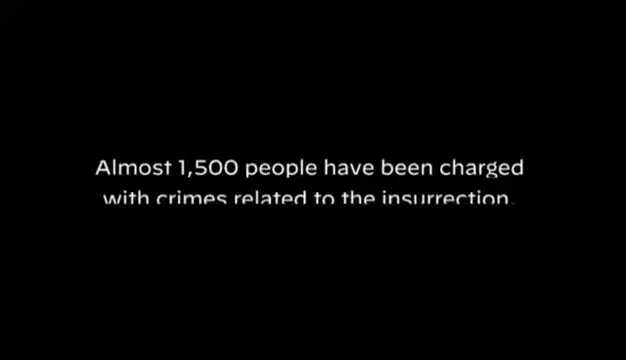 Almost 1,500 people have been charged
with crimes related to the insurrection.